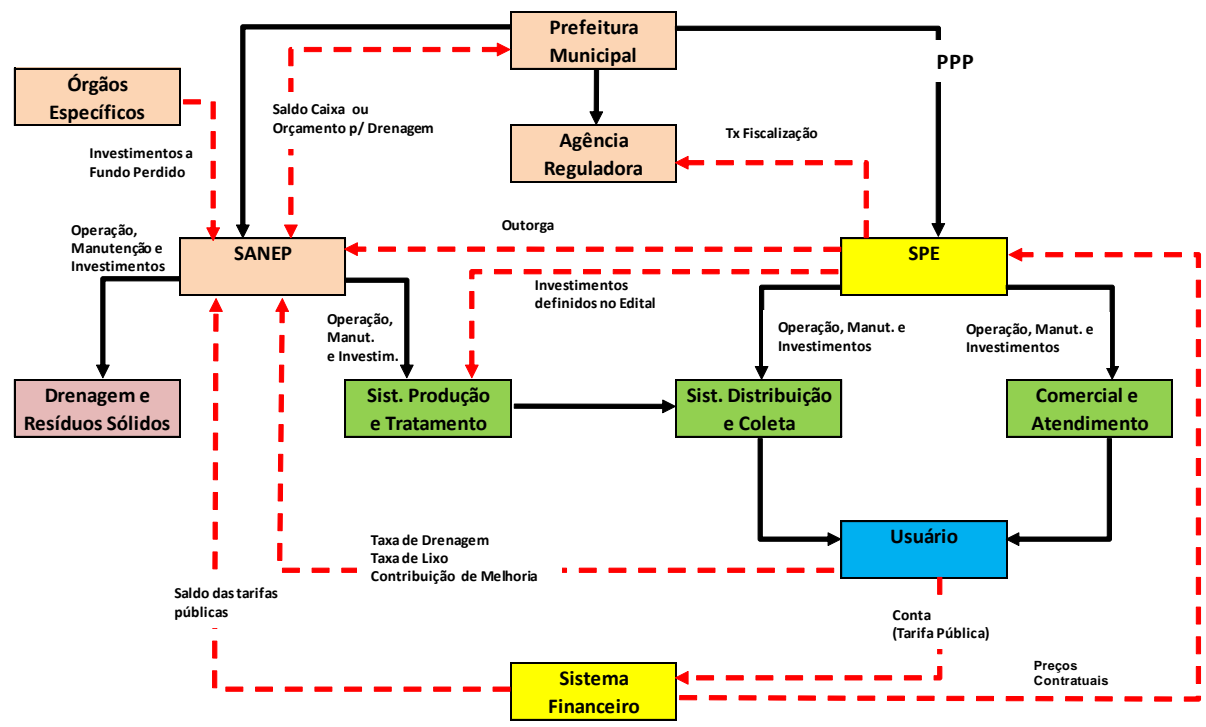 Prefeitura
Municipal
PPP
Órgãos
Específicos
Saldo Caixa ou
Orçamento p/ Drenagem
Agência
Reguladora
Tx Fiscalização
Investimentos a
Fundo Perdido
Operação,
Manutenção e
Investimentos
SANEP
Outorga
SPE
Investimentos
definidos no Edital
Operação,
Manut.
e Investim.
Operação, Manut. e
Investimentos
Operação, Manut. e
Investimentos
Drenagem e
Resíduos Sólidos
Sist. Produção
e Tratamento
Sist. Distribuição
e Coleta
Comercial e
Atendimento
Usuário
Taxa de Drenagem
Taxa de Lixo
Contribuição de Melhoria
Saldo das tarifas
públicas
Conta
(Tarifa Pública)
Sistema
Financeiro
Preços
Contratuais